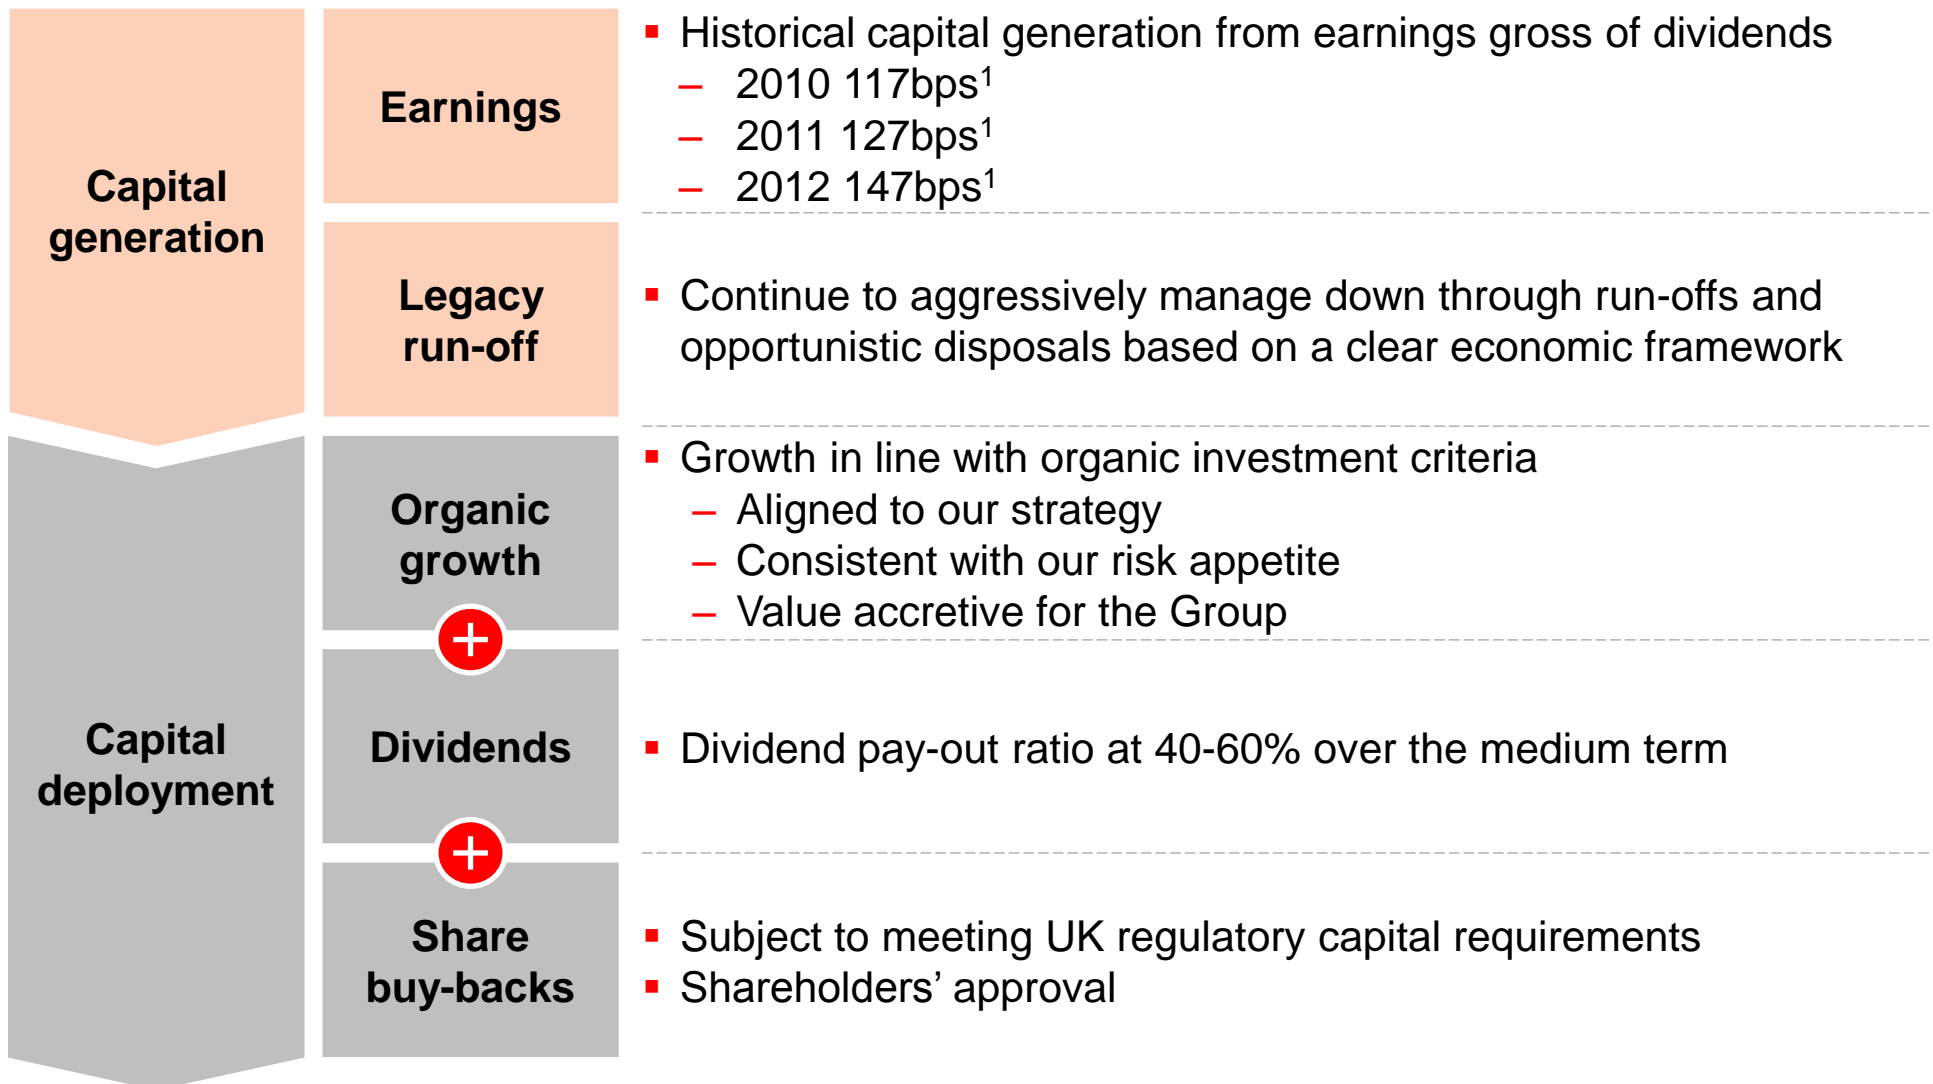 Capital
generation
Earnings
▪ Historical capital generation from earnings gross of dividends
– 2010 117bps¹
– 2011 127bps¹
– 2012 147bps¹
Legacy
run-off
▪ Continue to aggressively manage down through run-offs and
opportunistic disposals based on a clear economic framework
Capital
deployment
Organic
growth
▪ Growth in line with organic investment criteria
– Aligned to our strategy
– Consistent with our risk appetite
– Value accretive for the Group
+
Dividends
▪ Dividend pay-out ratio at 40-60% over the medium term
+
Share
buy-backs
▪ Subject to meeting UK regulatory capital requirements
▪ Shareholders’ approval